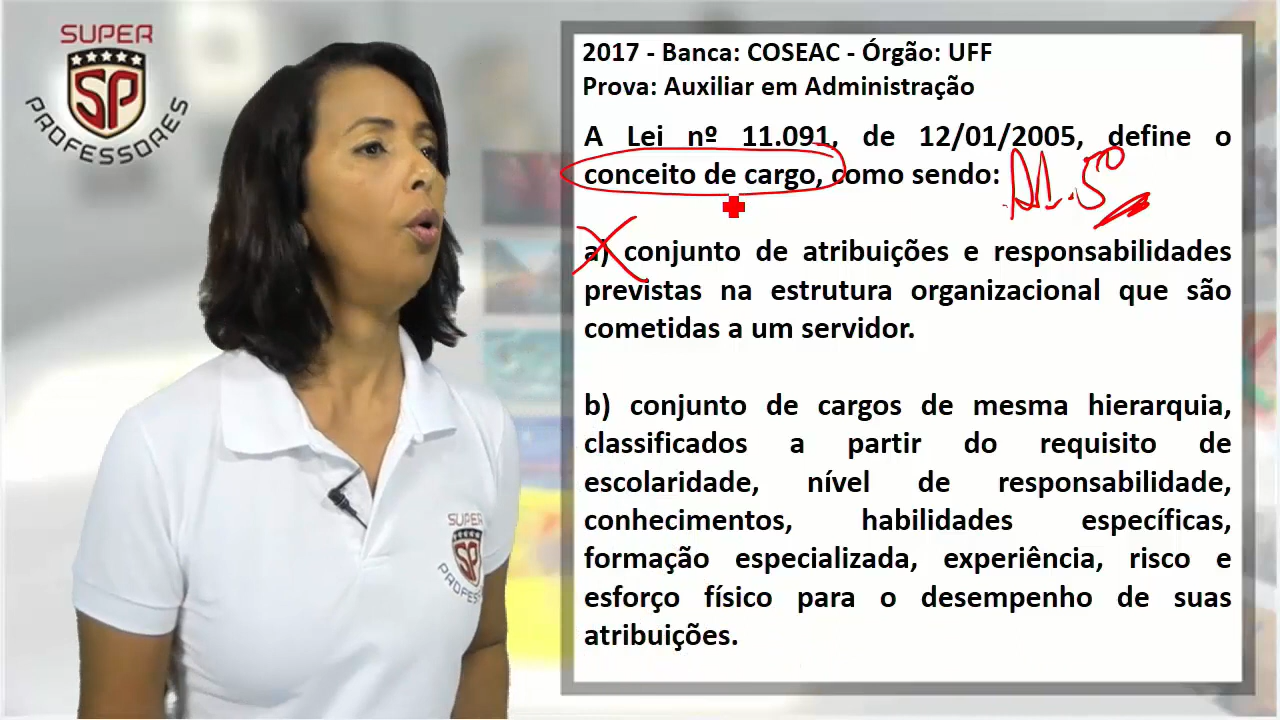 SUPER
SP
PROFESSORES
2017 - Banca: COSEAC - Órgão: UFF
Prova: Auxiliar em Administração
A Lei nº 11.091, de 12/01/2005, define o
conceito de cargo, como sendo:
Art. 5º
a) conjunto de atribuições e responsabilidades
previstas na estrutura organizacional que são
cometidas a um servidor.
b) conjunto de cargos de mesma hierarquia,
classificados a partir do requisito de
escolaridade, nível de responsabilidade,
conhecimentos, habilidades específicas,
formação especializada, experiência, risco e
esforço físico para o desempenho de suas
atribuições.
SUPER
SP
PROFESSORES